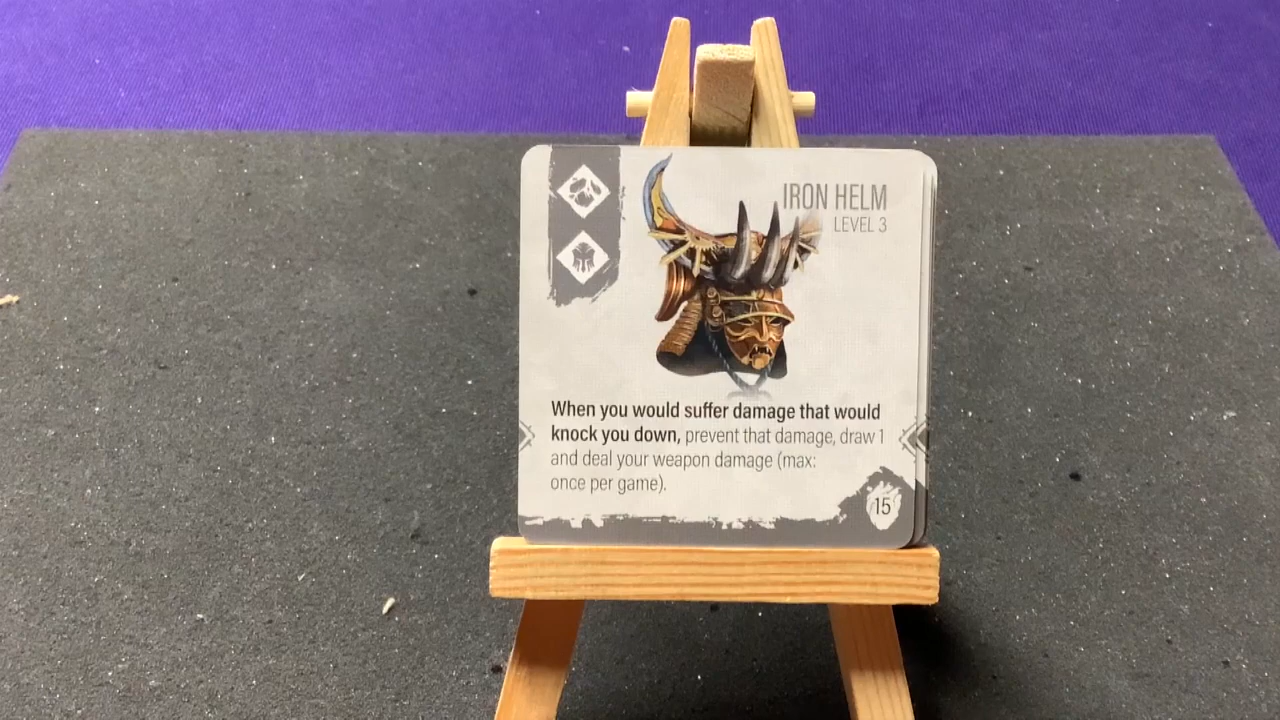 IRON HELM
LEVEL 3
When you would suffer damage that would
knock you down, prevent that damage, draw 1
and deal your weapon damage (max:
once per game).
15